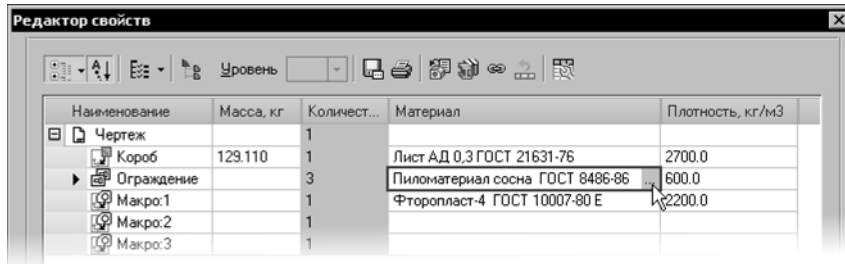 Редактор свойств
Уровень
Наименование Масса, кг Количест... Материал Плотность, кг/м3
Чертеж 1
Короб 129.110 1 Лист АД 0,3 ГОСТ 21631-76 2700.0
Ограждение 3 Пиломатериал сосна ГОСТ 8486-86 ... 600.0
Макро:1 1 Фторопласт-4 ГОСТ 10007-80 Е 2200.0
Макро:2 1
Макро:3 1